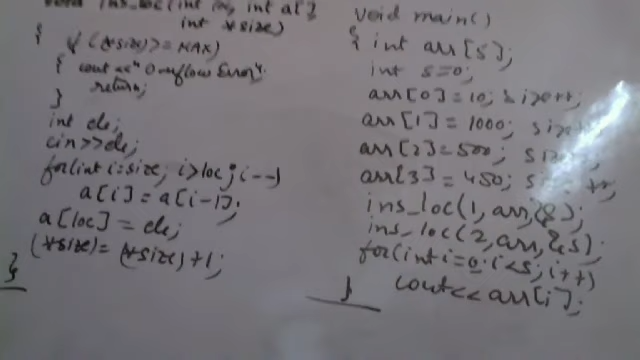 void ins_loc(int loc, int a[],
int *size)
{
if (*size) >= MAX)
{ cout << "Overflow Error";
return;
}
int ele;
cin>>ele;
for(int i=size; i>loc; i--)
a[i] = a[i-1];
a[loc] = ele;
(*size) = (*size)+1;
}
void main()
{ int arr[5];
int s=0;
arr[0]=10; size++;
arr[1]=1000; size++;
arr[2]=500;
arr[3]=450;
ins_loc(1, arr, &s);
ins_loc(2, arr, &s);
for(int i=0; i<s; i++)
cout<< arr[i];
}